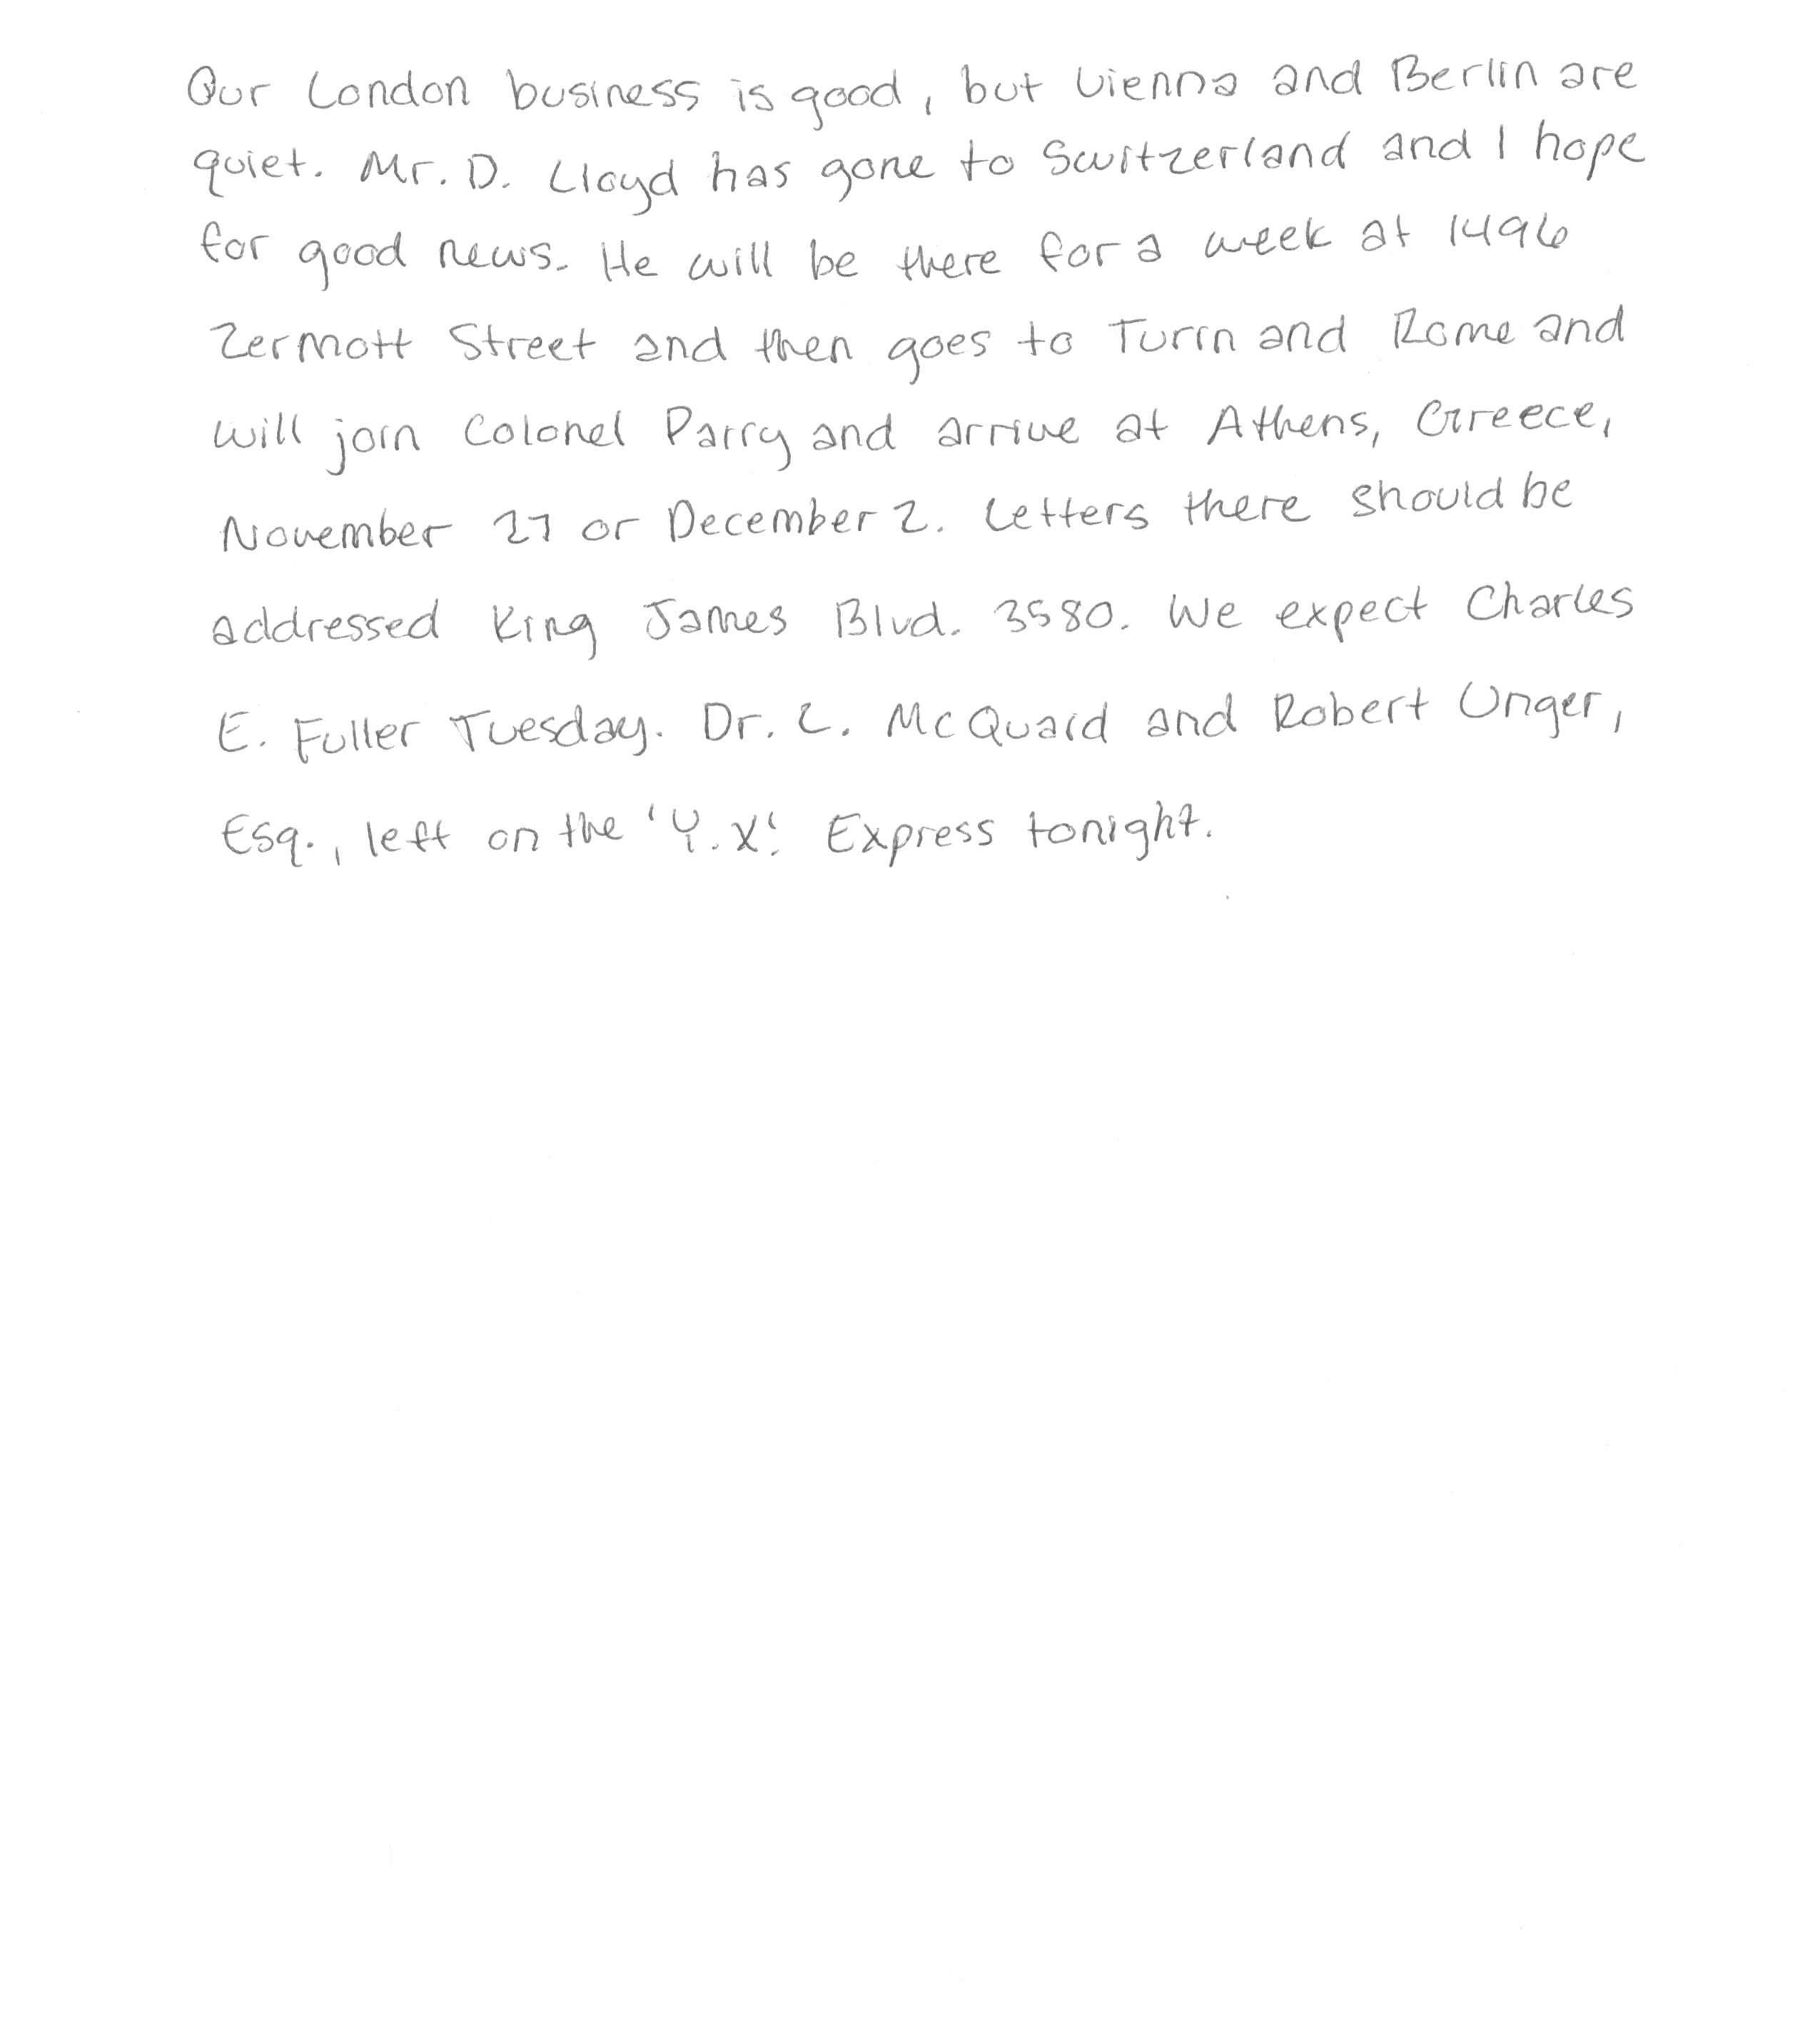 Our London business is good, but Vienna and Berlin are
quiet. Mr. D. Lloyd has gone to Switzerland and I hope
for good news. He will be there for a week at 1496
Zermott Street and then goes to Turin and Rome and
will join Colonel Parry and arrive at Athens, Greece,
November 27 or December 2. Letters there should be
addressed King James Blvd. 3580. We expect Charles
E. Fuller Tuesday. Dr. L. McQuaid and Robert Unger,
Esq., left on the 'Y.X.' Express tonight.